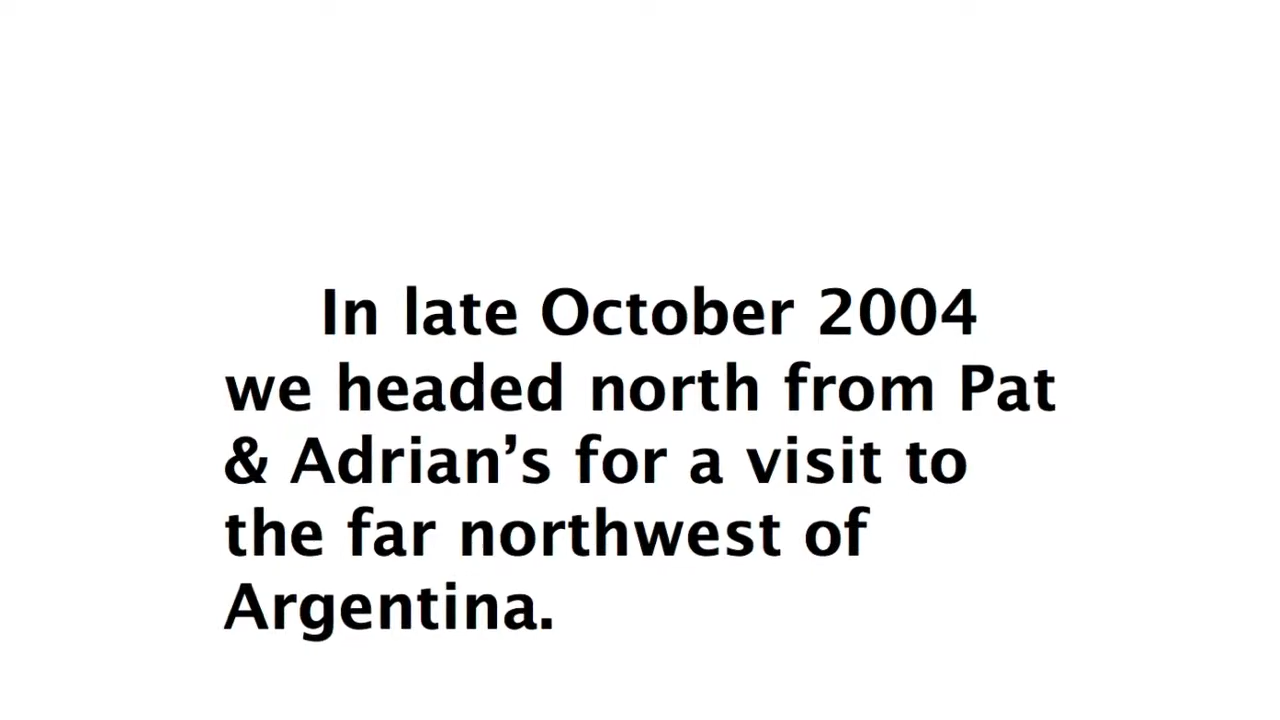 In late October 2004
we headed north from Pat
& Adrian’s for a visit to
the far northwest of
Argentina.